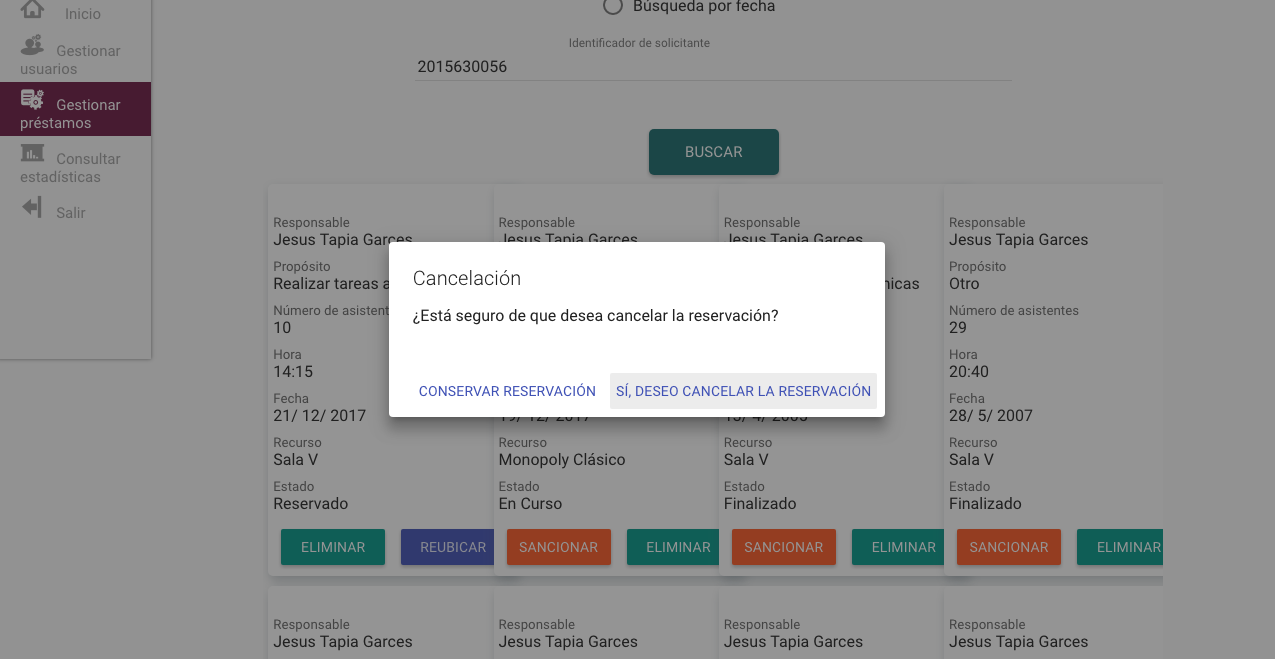 Inicio
Gestionar
usuarios
Gestionar
préstamos
Consultar
estadísticas
Salir
Búsqueda por fecha
Identificador de solicitante
2015630056
BUSCAR
Responsable Responsable Responsable Responsable
Jesus Tapia Garces Jesus Tapia Garces Jesus Tapia Garces Jesus Tapia Garces
Propósito Propósito
Realizar tareas Otro
Número de asistent Número de asistentes
10 29
Hora Hora
14:15 20:40
Fecha Fecha
21/ 12/ 2017 19/ 12/ 2017 28/ 5/ 2007
Cancelación
¿Está seguro de que desea cancelar la reservación?
CONSERVAR RESERVACIÓN SÍ, DESEO CANCELAR LA RESERVACIÓN
Recurso Recurso Recurso Recurso
Sala V Monopoly Clásico Sala V Sala V
Estado Estado Estado Estado
Reservado En Curso Finalizado Finalizado
ELIMINAR REUBICAR SANCIONAR ELIMINAR SANCIONAR ELIMINAR SANCIONAR ELIMINAR
Responsable Responsable Responsable Responsable
Jesus Tapia Garces Jesus Tapia Garces Jesus Tapia Garces Jesus Tapia Garces